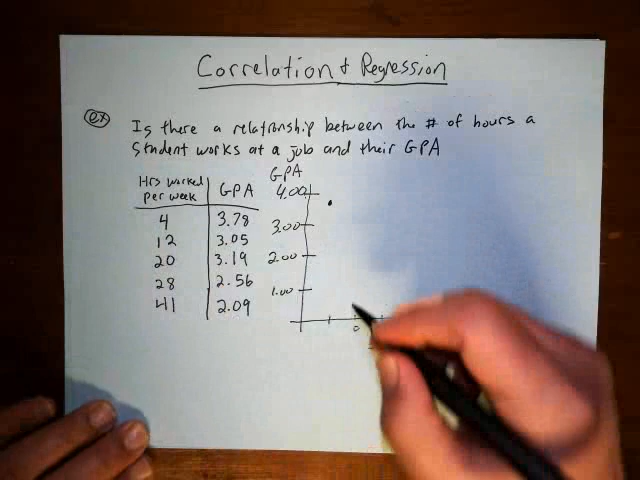 Correlation & Regression
ex Is there a relationship between the # of hours a
student works at a job and their GPA
Hrs worked per week GPA
4 3.78
12 3.05
20 3.19
28 2.56
41 2.09
GPA
4.00
3.00
2.00
1.00
0